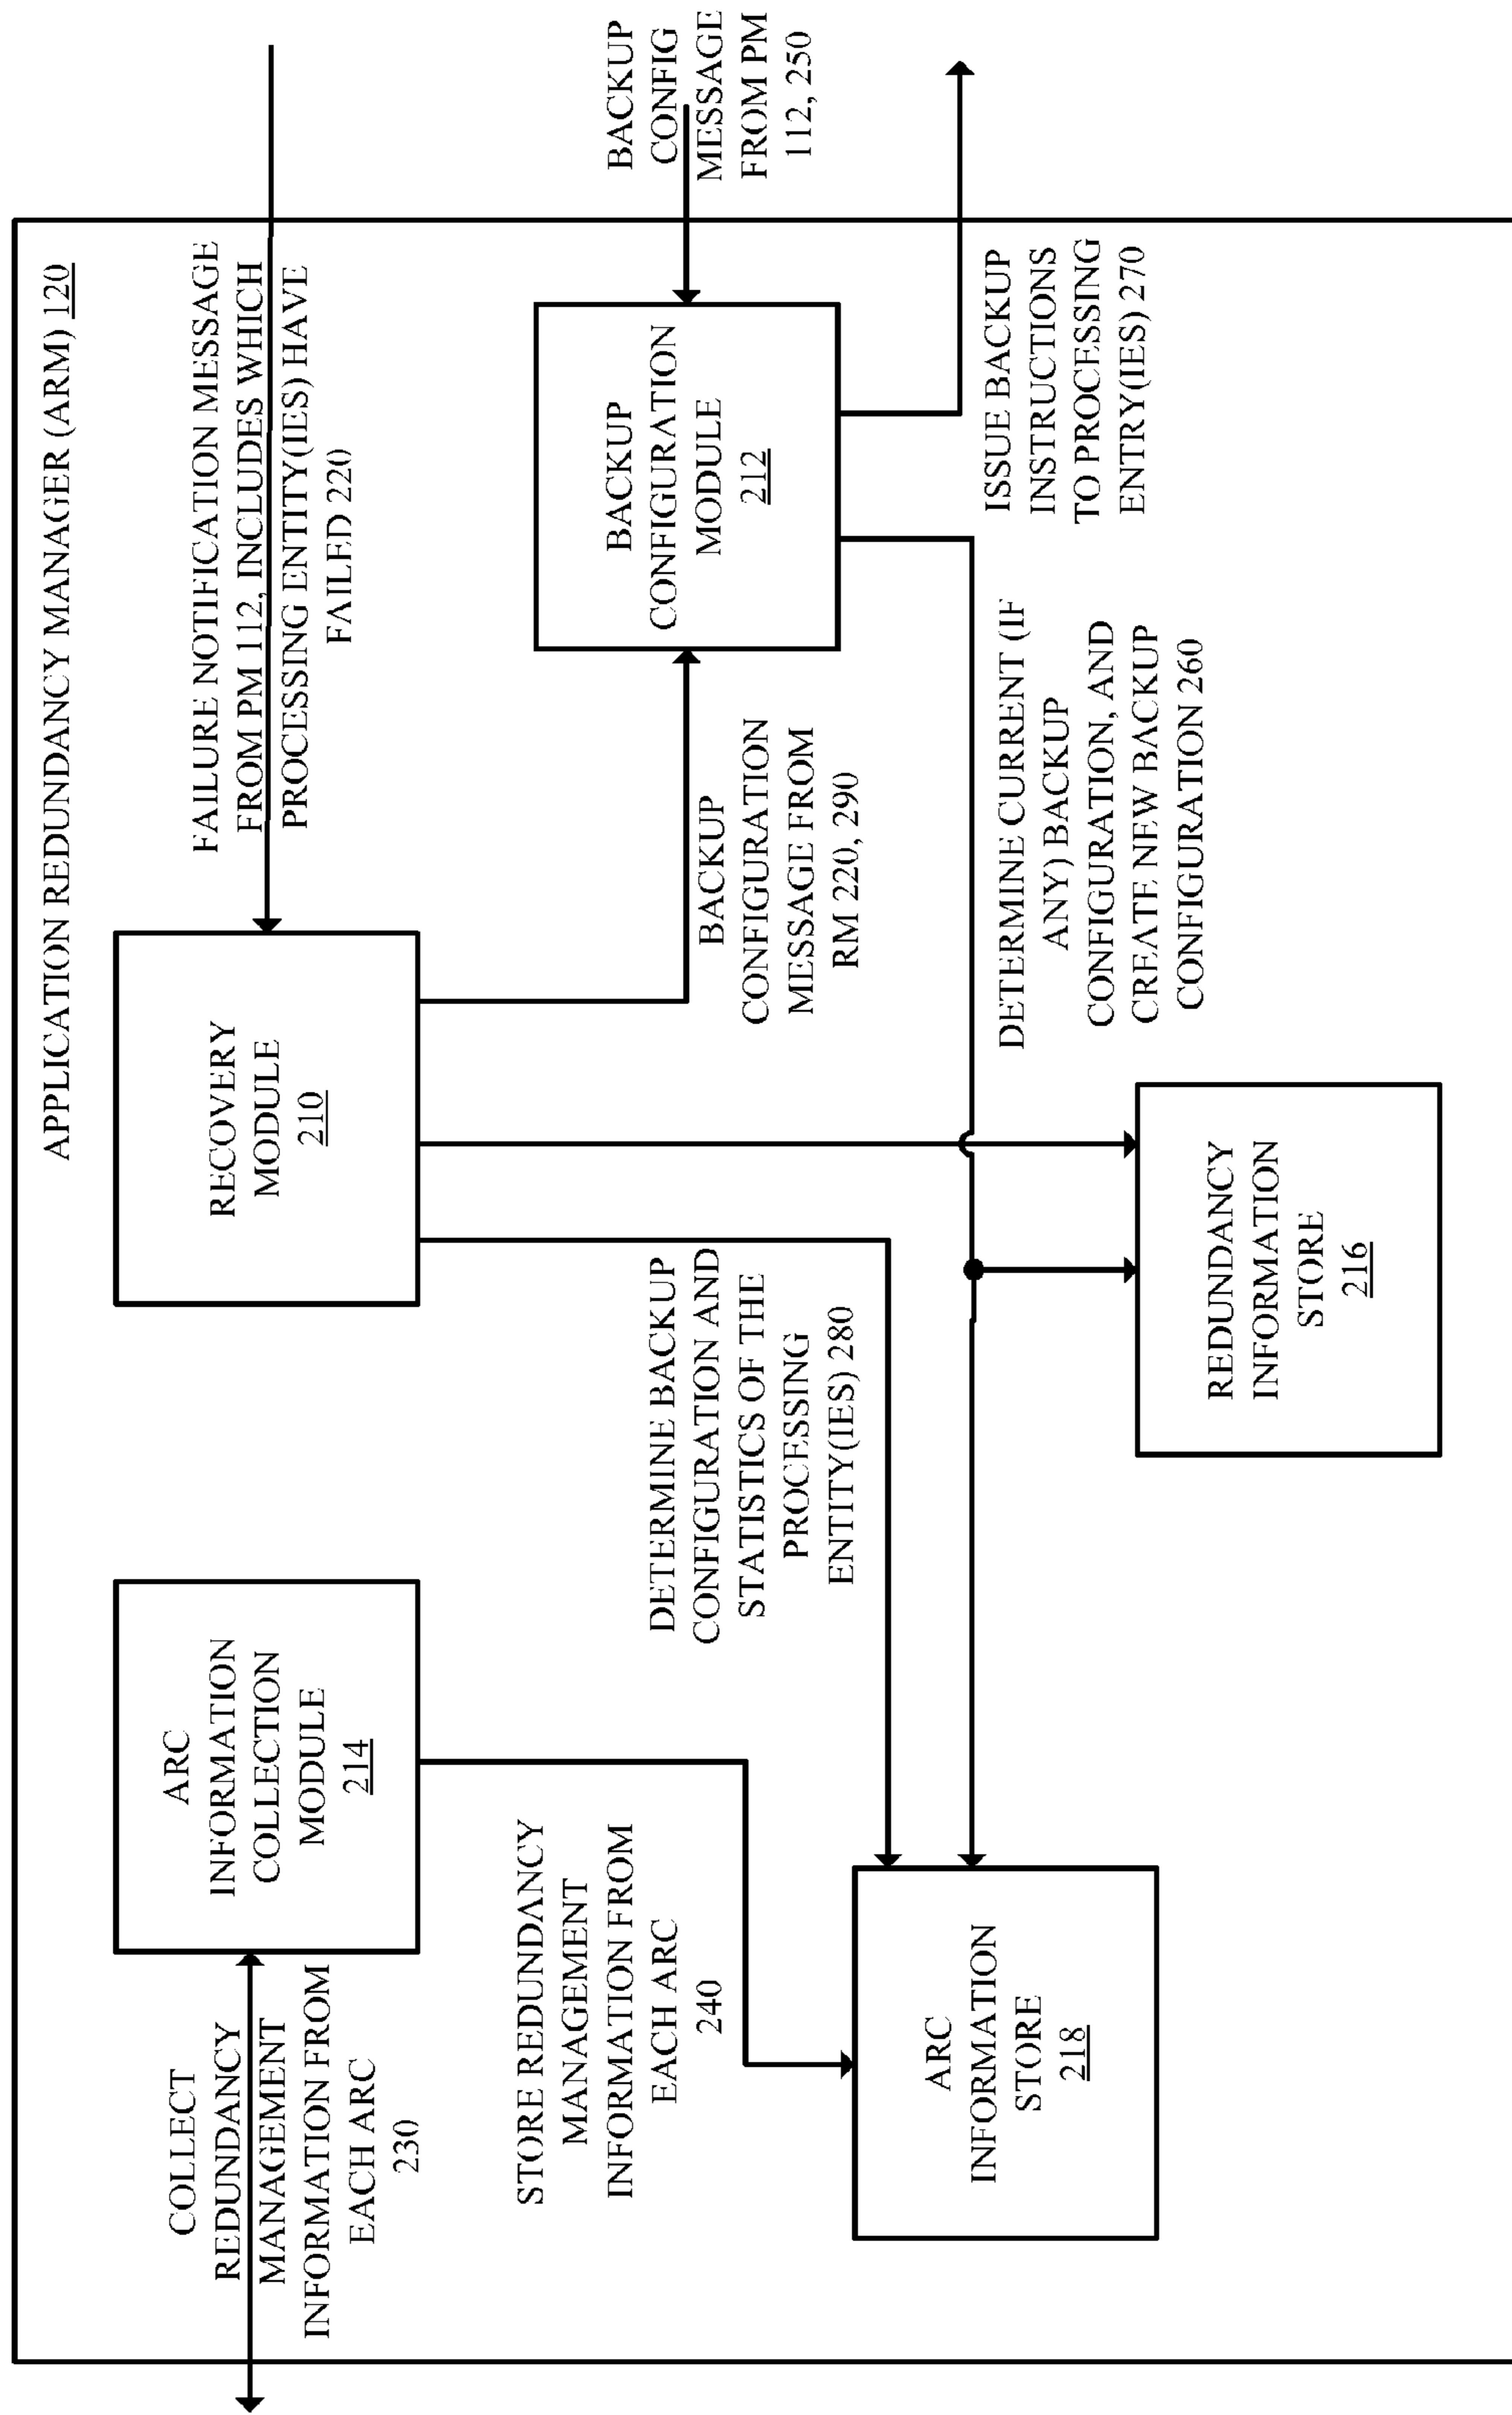 APPLICATION REDUNDANCY MANAGER (ARM) 120
COLLECT
REDUNDANCY
MANAGEMENT
INFORMATION FROM
EACH ARC
230
ARC
INFORMATION
COLLECTION
MODULE
214
RECOVERY
MODULE
210
FAILURE NOTIFICATION MESSAGE
FROM PM 112, INCLUDES WHICH
PROCESSING ENTITY(IES) HAVE
FAILED 220
STORE REDUNDANCY
MANAGEMENT
INFORMATION FROM
EACH ARC
240
DETERMINE BACKUP
CONFIGURATION AND
STATISTICS OF THE
PROCESSING
ENTITY(IES) 280
BACKUP
CONFIGURATION
MESSAGE FROM
RM 220, 290
BACKUP
CONFIGURATION
MODULE
212
BACKUP
CONFIG
MESSAGE
FROM PM
112, 250
ARC
INFORMATION
STORE
218
REDUNDANCY
INFORMATION
STORE
216
DETERMINE CURRENT (IF
ANY) BACKUP
CONFIGURATION, AND
CREATE NEW BACKUP
CONFIGURATION 260
ISSUE BACKUP
INSTRUCTIONS
TO PROCESSING
ENTRY(IES) 270